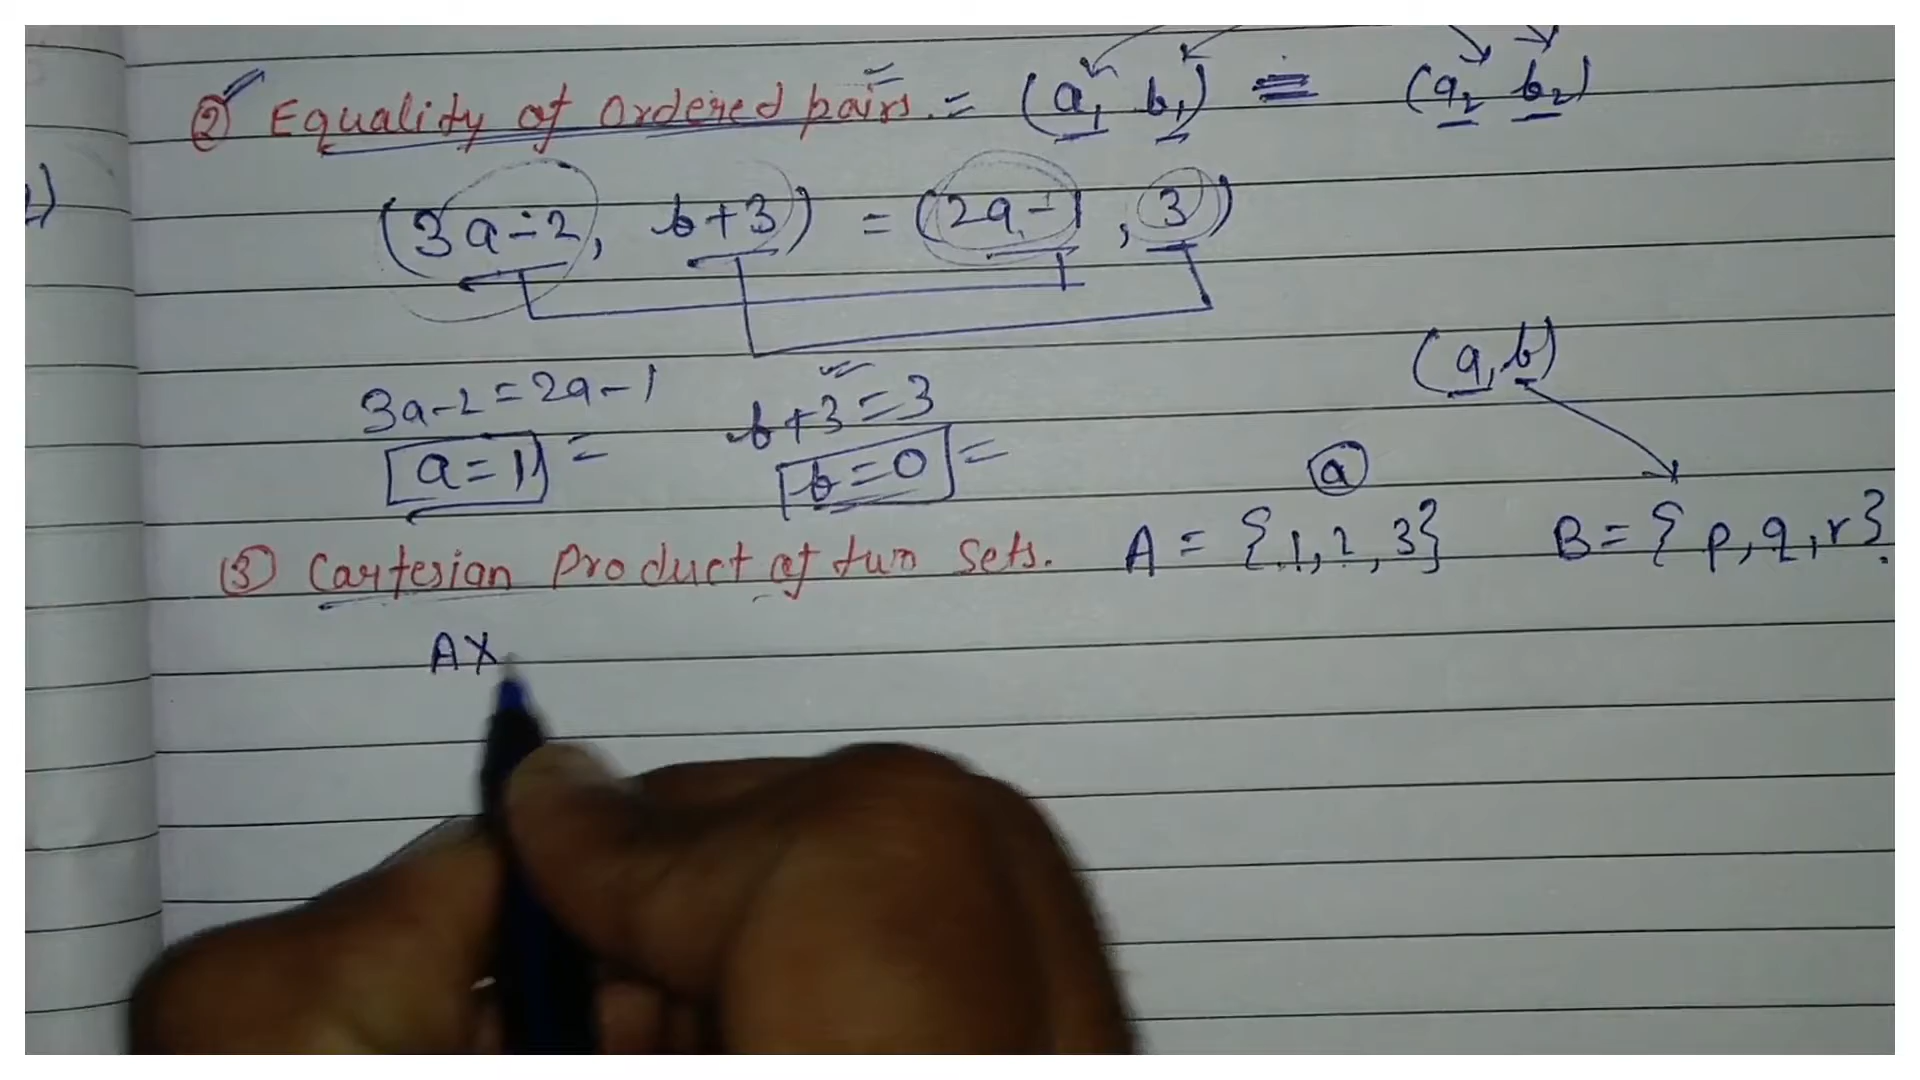 ② Equality of ordered pairs. = (a₁ b₁) = (a₂ b₂)
(3a-2, b+3) = (2a-1, 3)
(a, b)
3a-2=2a-1 b+3=3
a=1 = b=0 =
a
③ Cartesian Product of two Sets. A = {1, 2, 3} B = {p, q, r}.
AX